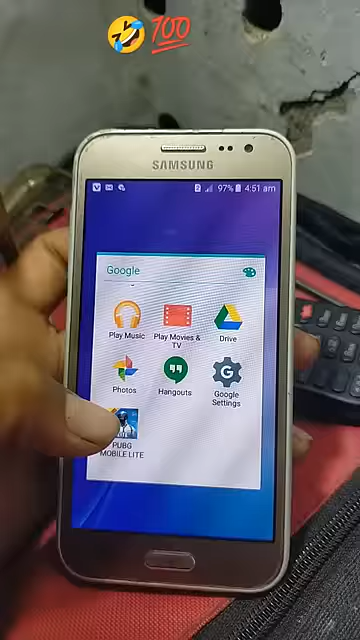 100
SAMSUNG
97% 4:51 am
Google
Play Music
Play Movies &
TV
Drive
Photos
Hangouts
Google
Settings
PUBG
MOBILE LITE